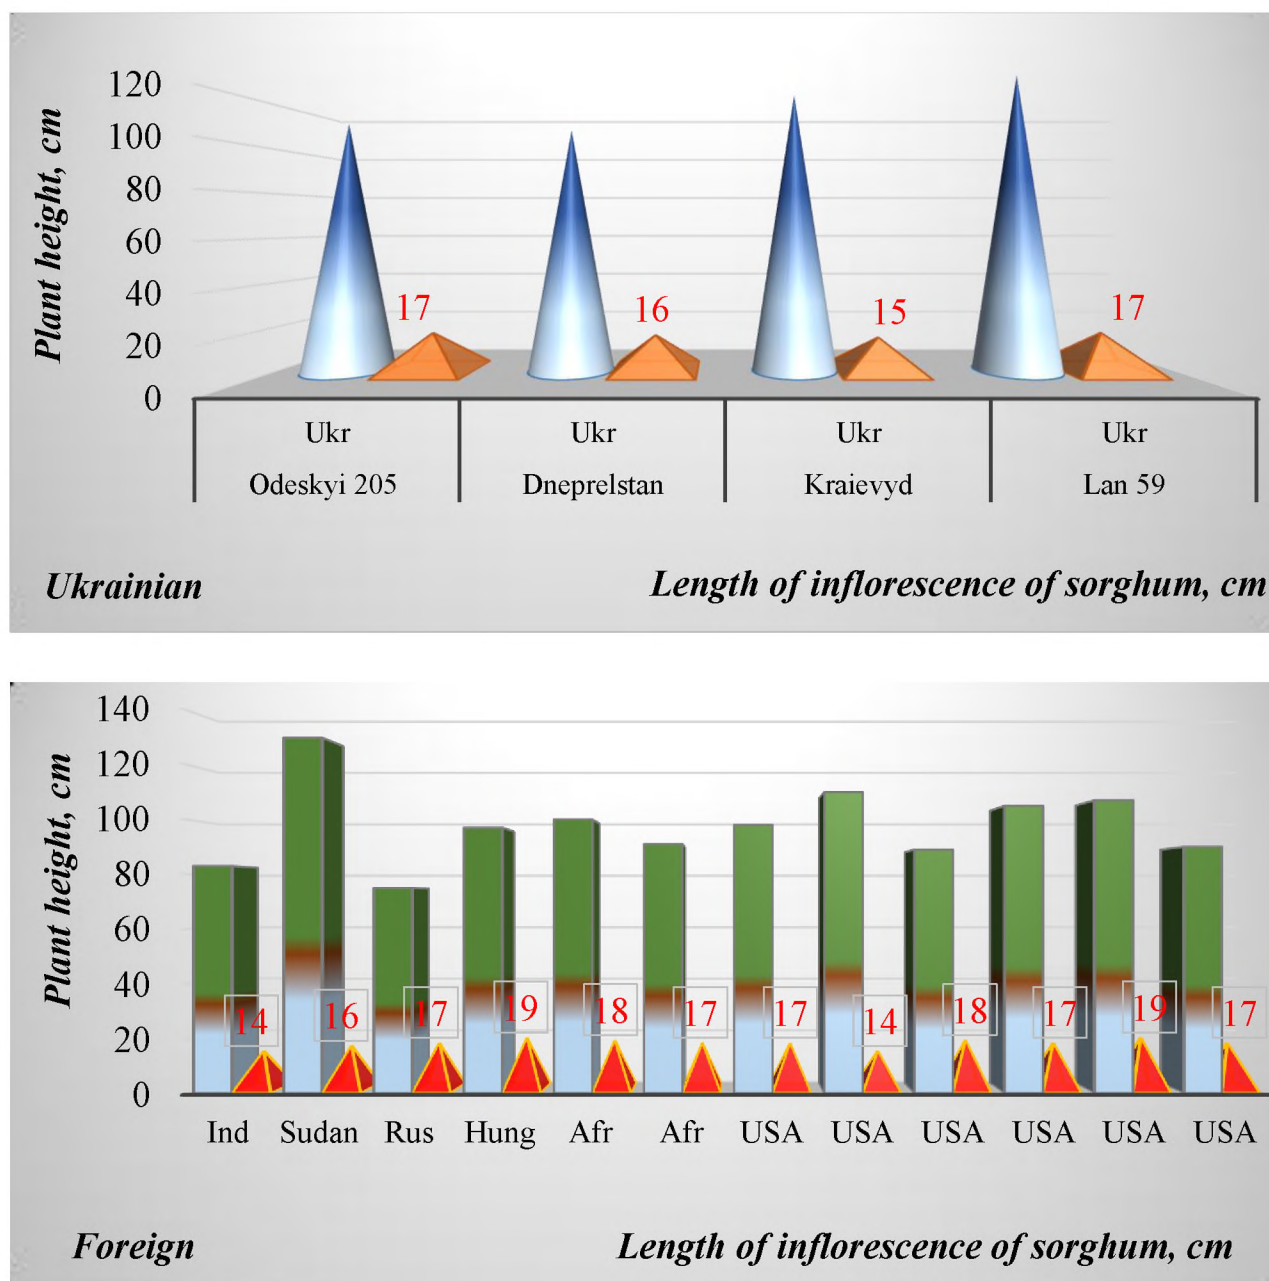 Plant height, cm
120
100
80
60
40
20
0
17
16
15
17
Ukr
Ukr
Ukr
Ukr
Odeskyi 205
Dneprelstan
Kraievyd
Lan 59
Ukrainian
Length of inflorescence of sorghum, cm
Plant height, cm
140
120
100
80
60
40
20
0
14
16
17
19
18
17
17
14
18
17
19
17
Ind
Sudan
Rus
Hung
Afr
Afr
USA
USA
USA
USA
USA
USA
Foreign
Length of inflorescence of sorghum, cm